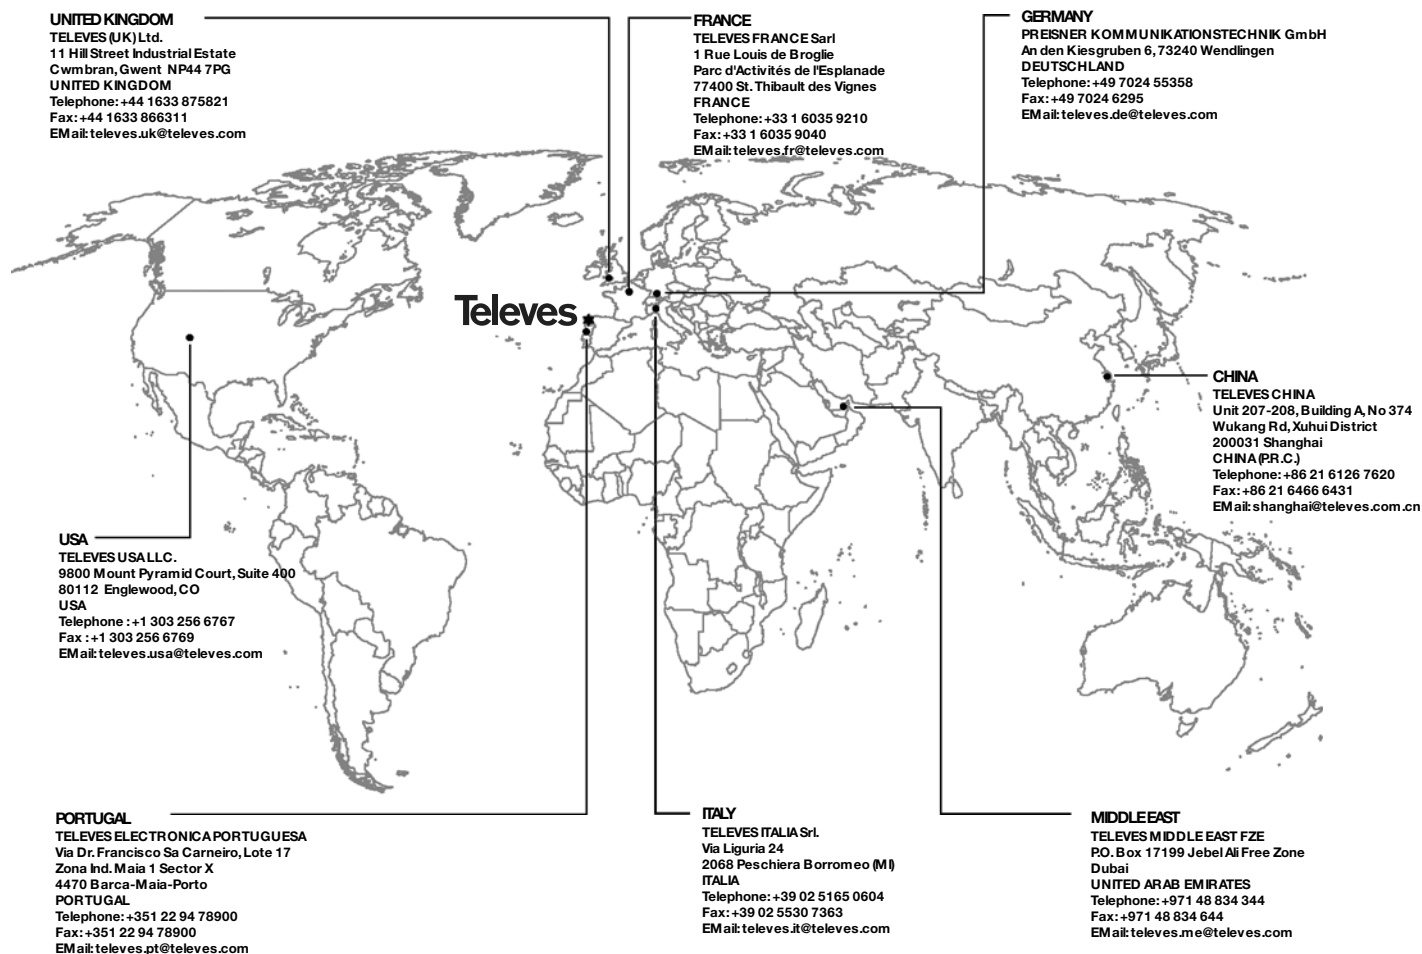 UNITED KINGDOM
TELEVES (UK) Ltd.
11 Hill Street Industrial Estate
Cwmbran, Gwent NP44 7PG
UNITED KINGDOM
Telephone: +44 1633 875821
Fax: +44 1633 866311
EMail: televes.uk@televes.com
FRANCE
TELEVES FRANCE Sarl
1 Rue Louis de Broglie
Parc d'Activités de l'Esplanade
77400 St. Thibault des Vignes
FRANCE
Telephone: +33 1 6035 9210
Fax: +33 1 6035 9040
EMail: televes.fr@televes.com
GERMANY
PREISNER KOMMUNIKATIONSTECHNIK GmbH
An den Kiesgruben 6, 73240 Wendlingen
DEUTSCHLAND
Telephone: +49 7024 55358
Fax: +49 7024 6295
EMail: televes.de@televes.com
Televes
CHINA
TELEVES CHINA
Unit 207-208, Building A, No 374
Wukang Rd, Xuhui District
200031 Shanghai
CHINA (P.R.C.)
Telephone: +86 21 6126 7620
Fax: +86 21 6466 6431
EMail: shanghai@televes.com.cn
USA
TELEVES USA LLC.
9800 Mount Pyramid Court, Suite 400
80112 Englewood, CO
USA
Telephone : +1 303 256 6767
Fax : +1 303 256 6769
EMail: televes.usa@televes.com
PORTUGAL
TELEVES ELECTRONICA PORTUGUESA
Via Dr. Francisco Sa Carneiro, Lote 17
Zona Ind. Maia 1 Sector X
4470 Barca-Maia-Porto
PORTUGAL
Telephone: +351 22 94 78900
Fax: +351 22 94 78900
EMail: televes.pt@televes.com
ITALY
TELEVES ITALIA Srl.
Via Liguria 24
2068 Peschiera Borromeo (MI)
ITALIA
Telephone: +39 02 5165 0604
Fax: +39 02 5530 7363
EMail: televes.it@televes.com
MIDDLE EAST
TELEVES MIDDLE EAST FZE
P.O. Box 17199 Jebel Ali Free Zone
Dubai
UNITED ARAB EMIRATES
Telephone: +971 48 834 344
Fax: +971 48 834 644
EMail: televes.me@televes.com